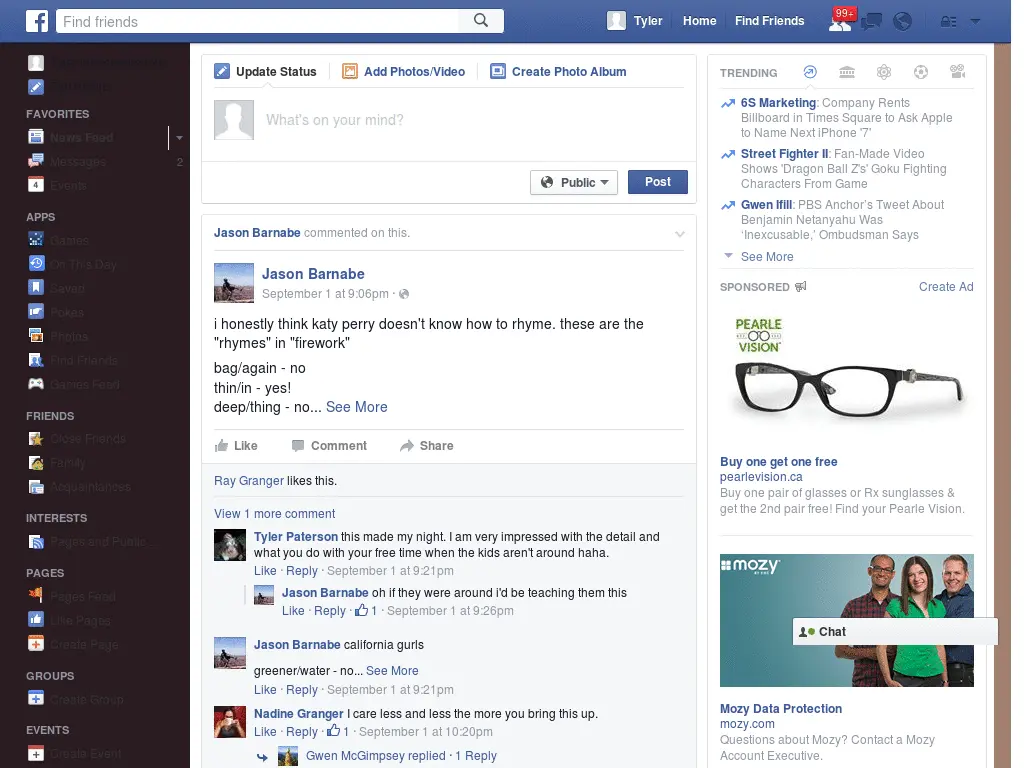 Find friends
Tyler
Home
Find Friends
99+
FAVORITES
News Feed
Messages
2
Events
APPS
Games
On This Day
Saved
Pokes
Photos
Find Friends
Games Feed
FRIENDS
Close Friends
Family
Acquaintances
INTERESTS
Pages and Public...
PAGES
Pages Feed
Like Pages
Create Page
GROUPS
Create Group
EVENTS
Create Event
Update Status
Add Photos/Video
Create Photo Album
What's on your mind?
Public
Post
Jason Barnabe commented on this.
Jason Barnabe
September 1 at 9:06pm ·
i honestly think katy perry doesn't know how to rhyme. these are the
"rhymes" in "firework"
bag/again - no
thin/in - yes!
deep/thing - no... See More
Like
Comment
Share
Ray Granger likes this.
View 1 more comment
Tyler Paterson this made my night. I am very impressed with the detail and
what you do with your free time when the kids aren't around haha.
Like · Reply · September 1 at 9:21pm
Jason Barnabe oh if they were around i'd be teaching them this
Like · Reply · 1 · September 1 at 9:26pm
Jason Barnabe california gurls
greener/water - no... See More
Like · Reply · September 1 at 9:21pm
Nadine Granger I care less and less the more you bring this up.
Like · Reply · 1 · September 1 at 10:20pm
Gwen McGimpsey replied · 1 Reply
TRENDING
6S Marketing: Company Rents
Billboard in Times Square to Ask Apple
to Name Next iPhone '7'
Street Fighter II: Fan-Made Video
Shows 'Dragon Ball Z's' Goku Fighting
Characters From Game
Gwen Ifill: PBS Anchor's Tweet About
Benjamin Netanyahu Was
'Inexcusable,' Ombudsman Says
See More
SPONSORED
Create Ad
PEARLE
VISION
Buy one get one free
pearlevision.ca
Buy one pair of glasses or Rx sunglasses &
get the 2nd pair free! Find your Pearle Vision.
mozy
Chat
Mozy Data Protection
mozy.com
Questions about Mozy? Contact a Mozy
Account Executive.